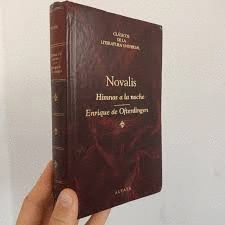 CLÁSICOS
DE LA
LITERATURA UNIVERSAL
Novalis
Himnos a la noche
Enrique de Ofterdingen
ALTAYA